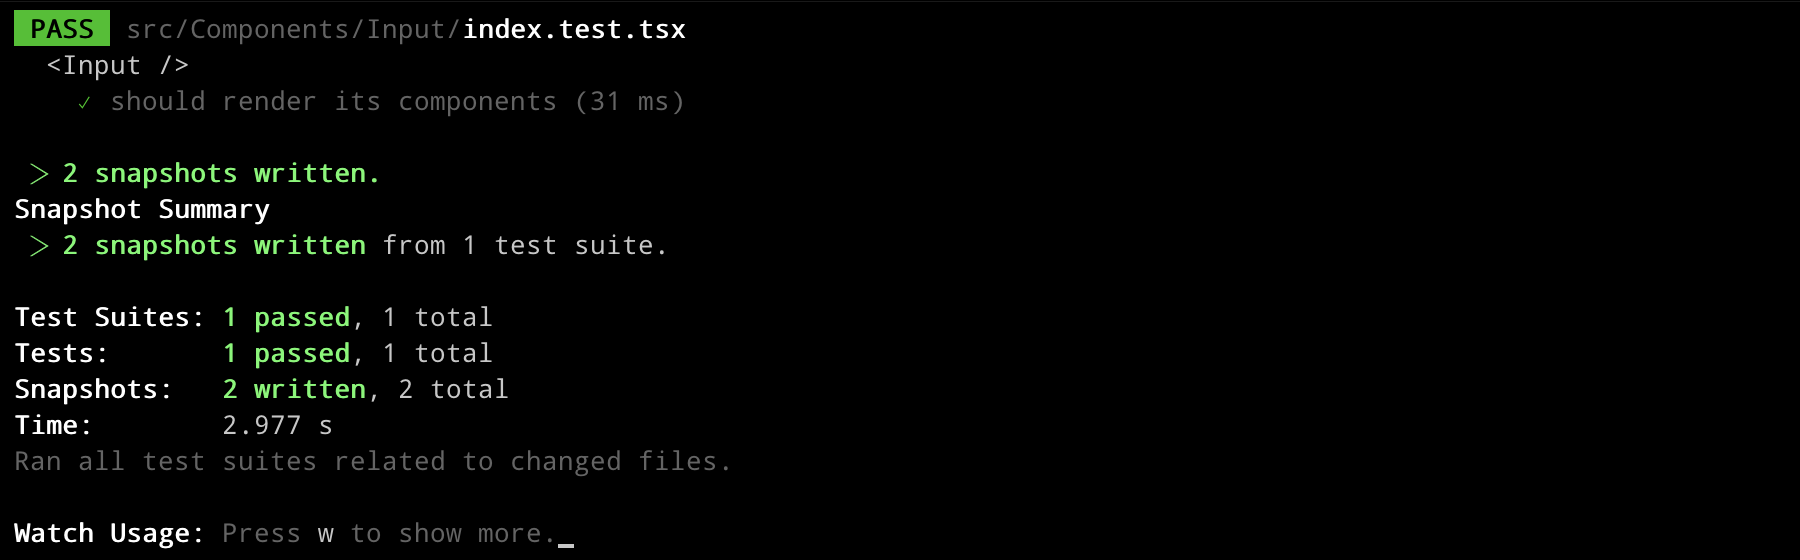 PASS src/Components/Input/index.test.tsx
<Input />
✓ should render its components (31 ms)
> 2 snapshots written.
Snapshot Summary
> 2 snapshots written from 1 test suite.
Test Suites: 1 passed, 1 total
Tests: 1 passed, 1 total
Snapshots: 2 written, 2 total
Time: 2.977 s
Ran all test suites related to changed files.
Watch Usage: Press w to show more.